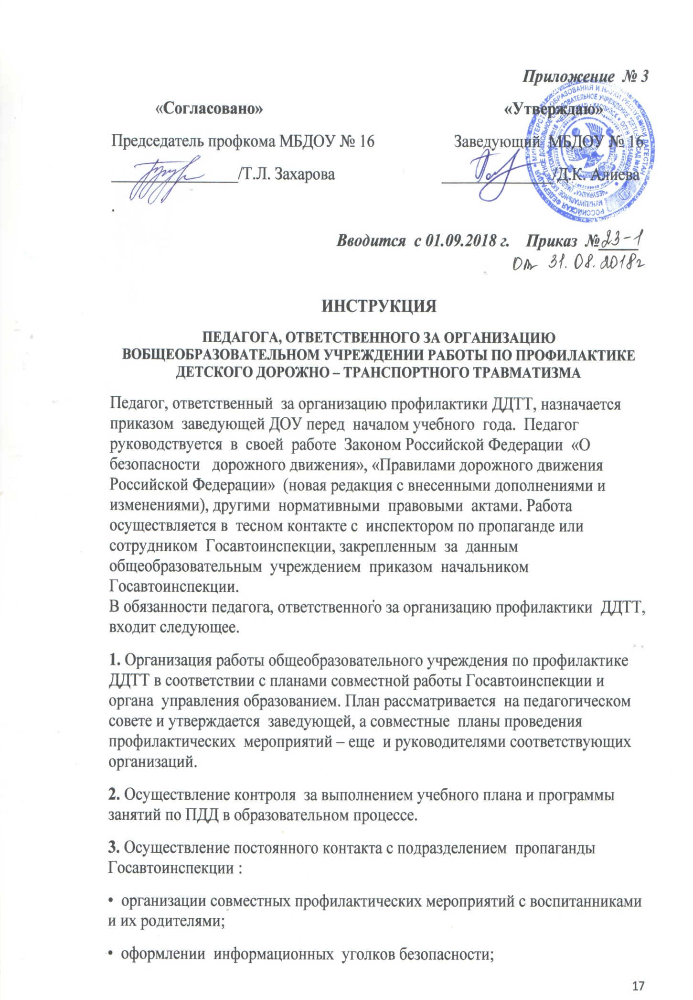 Приложение № 3
«Согласовано» «Утверждаю»
Председатель профкома МБДОУ № 16 Заведующий МБДОУ № 16
/Т.Л. Захарова /Д.К. Алиева
.
Вводится с 01.09.2018 г. Приказ № 23-1
от 31.08.2018г
ИНСТРУКЦИЯ
ПЕДАГОГА, ОТВЕТСТВЕННОГО ЗА ОРГАНИЗАЦИЮ
ВОБЩЕОБРАЗОВАТЕЛЬНОМ УЧРЕЖДЕНИИ РАБОТЫ ПО ПРОФИЛАКТИКЕ
ДЕТСКОГО ДОРОЖНО – ТРАНСПОРТНОГО ТРАВМАТИЗМА
Педагог, ответственный за организацию профилактики ДДТТ, назначается
приказом заведующей ДОУ перед началом учебного года. Педагог
руководствуется в своей работе Законом Российской Федерации «О
безопасности дорожного движения», «Правилами дорожного движения
Российской Федерации» (новая редакция с внесенными дополнениями и
изменениями), другими нормативными правовыми актами. Работа
осуществляется в тесном контакте с инспектором по пропаганде или
сотрудником Госавтоинспекции, закрепленным за данным
общеобразовательным учреждением приказом начальником
Госавтоинспекции.
В обязанности педагога, ответственного за организацию профилактики ДДТТ,
входит следующее.
1. Организация работы общеобразовательного учреждения по профилактике
ДДТТ в соответствии с планами совместной работы Госавтоинспекции и
органа управления образованием. План рассматривается на педагогическом
совете и утверждается заведующей, а совместные планы проведения
профилактических мероприятий – еще и руководителями соответствующих
организаций.
2. Осуществление контроля за выполнением учебного плана и программы
занятий по ПДД в образовательном процессе.
3. Осуществление постоянного контакта с подразделением пропаганды
Госавтоинспекции :
• организации совместных профилактических мероприятий с воспитанниками
и их родителями;
• оформлении информационных уголков безопасности;
17